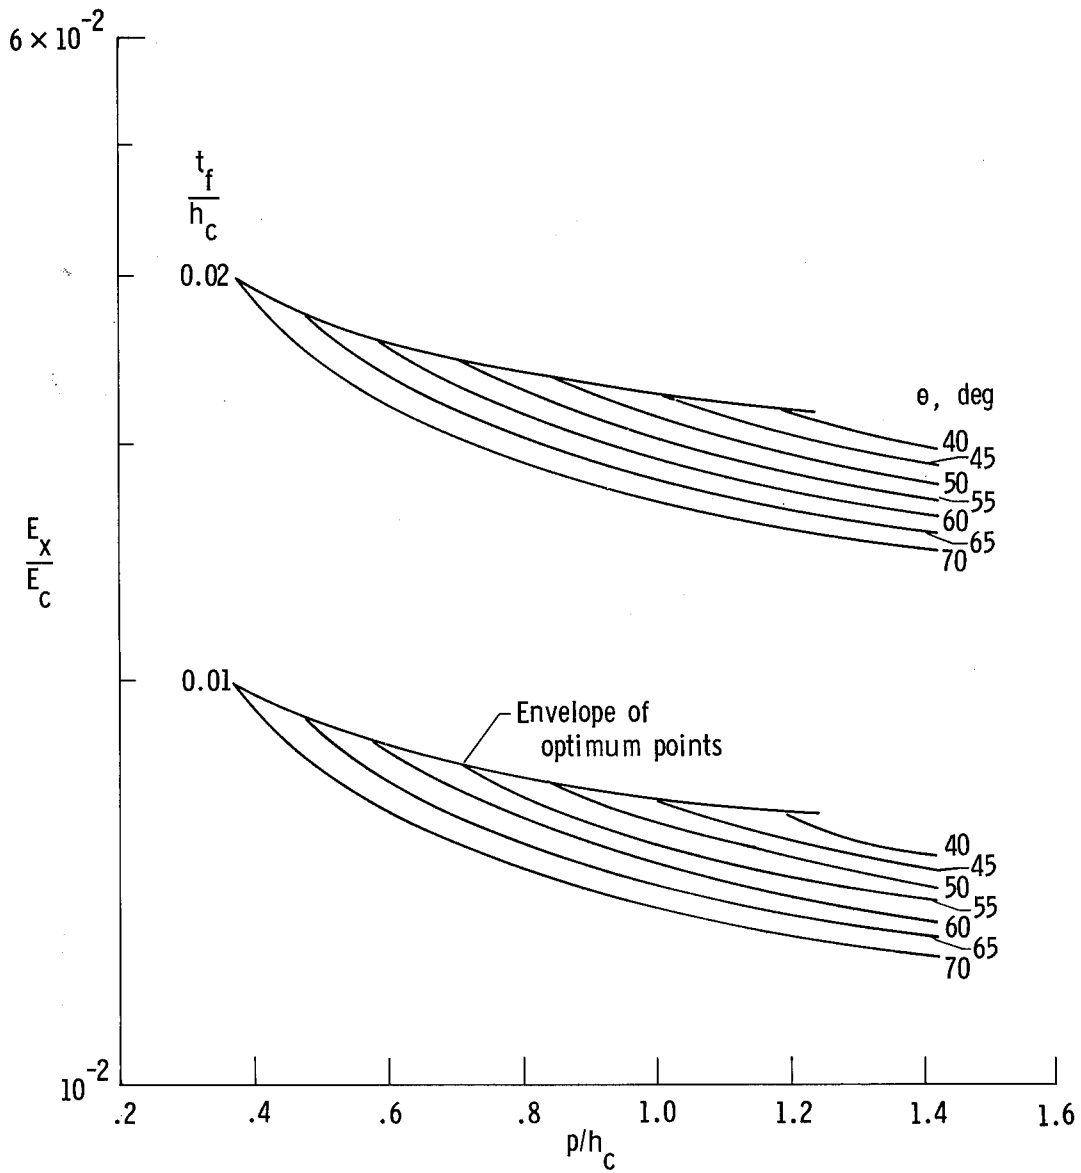 6 × 10⁻²
t_f
h_c
0.02
θ, deg
40
45
50
55
60
65
70
E_x
E_c
0.01
Envelope of
optimum points
40
45
50
55
60
65
70
10⁻²
.2 .4 .6 .8 1.0 1.2 1.4 1.6
p/h_c